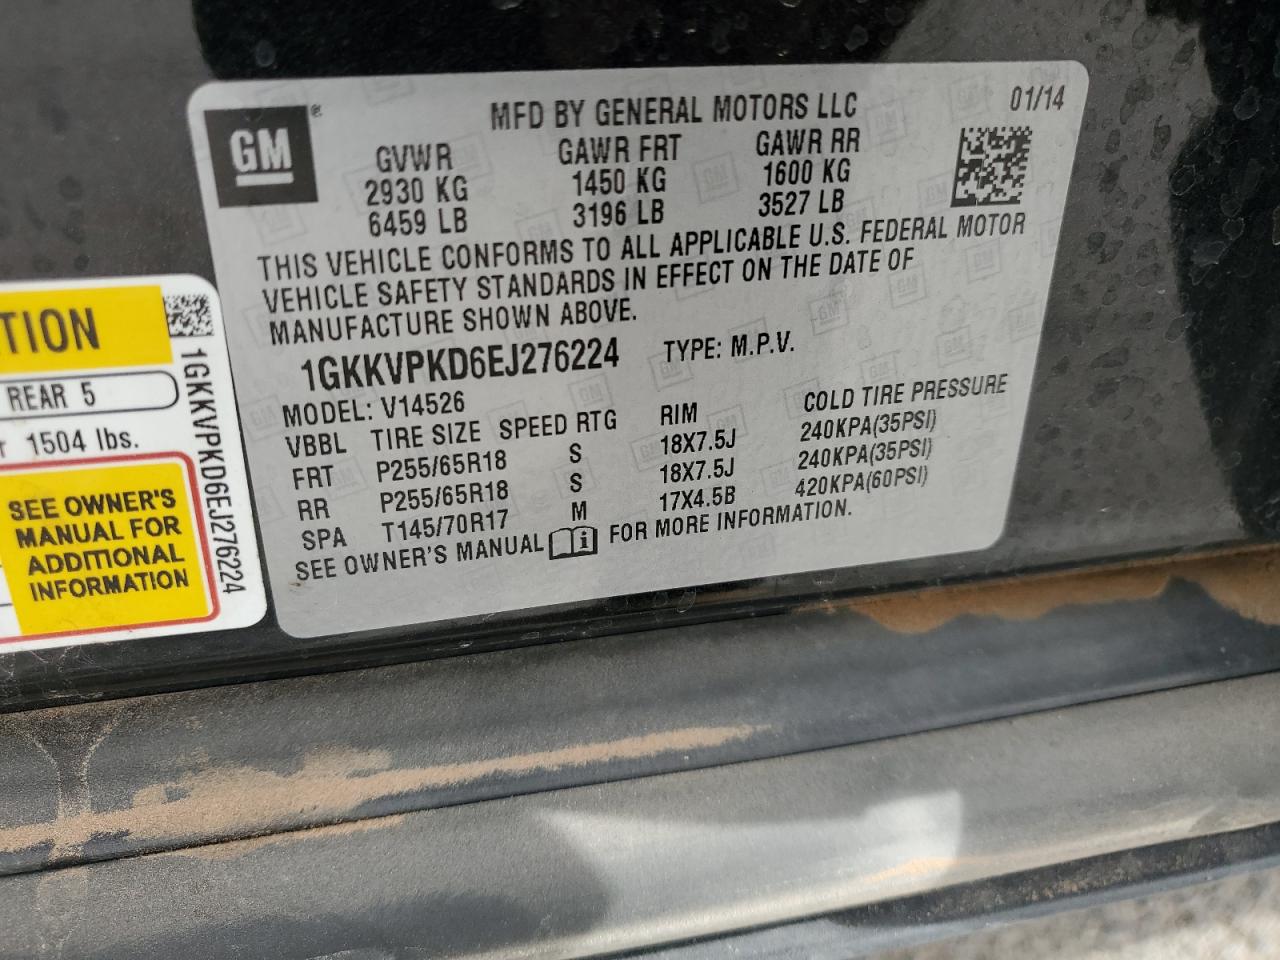 GM ®
MFD BY GENERAL MOTORS LLC 01/14
GVWR GAWR FRT GAWR RR
2930 KG 1450 KG 1600 KG
6459 LB 3196 LB 3527 LB
THIS VEHICLE CONFORMS TO ALL APPLICABLE U.S. FEDERAL MOTOR
VEHICLE SAFETY STANDARDS IN EFFECT ON THE DATE OF
MANUFACTURE SHOWN ABOVE.
1GKKVPKD6EJ276224 TYPE: M.P.V.
MODEL: V14526
VBBL TIRE SIZE SPEED RTG RIM COLD TIRE PRESSURE
FRT P255/65R18 S 18X7.5J 240KPA(35PSI)
RR P255/65R18 S 18X7.5J 240KPA(35PSI)
SPA T145/70R17 M 17X4.5B 420KPA(60PSI)
SEE OWNER'S MANUAL i FOR MORE INFORMATION.
TION
REAR 5
1504 lbs.
SEE OWNER'S
MANUAL FOR
ADDITIONAL
INFORMATION
1GKKVPKD6EJ276224